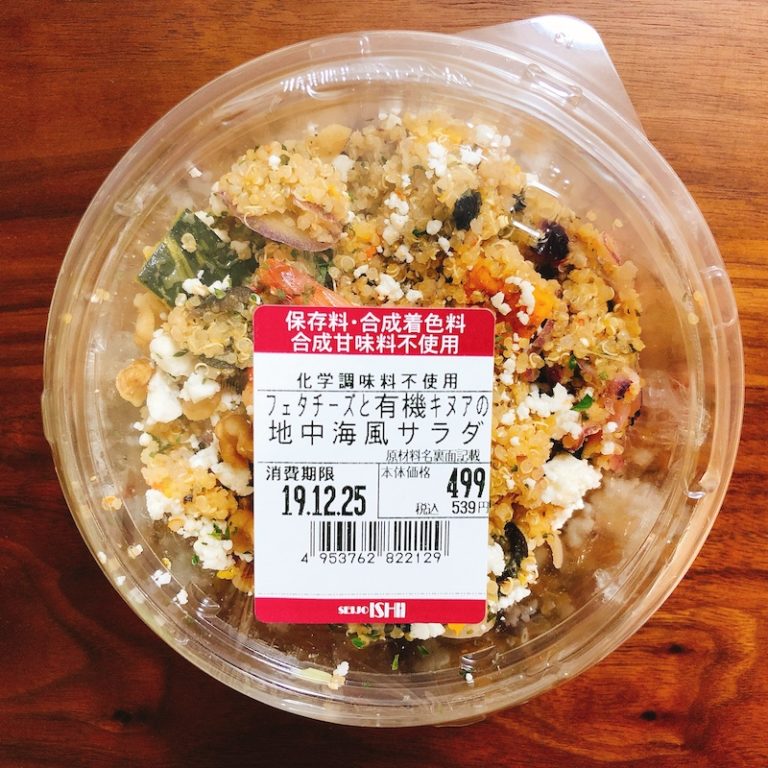 保存料・合成着色料
合成甘味料不使用
化学調味料不使用
フェタチーズと有機キヌアの
地中海風サラダ
原材料名裏面記載
消費期限
19.12.25
本体価格
499
税込 539円
4 953762 822129
SEIJO ISHII